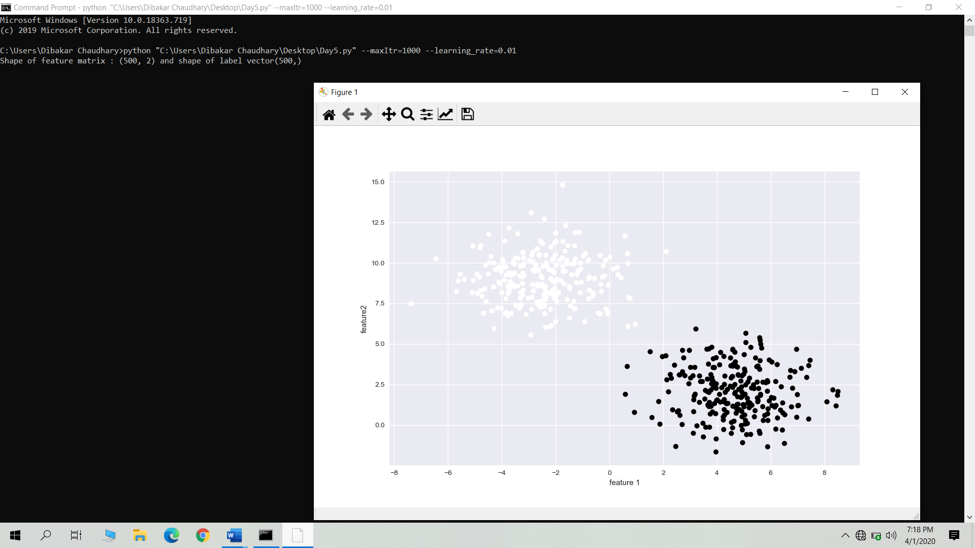 Command Prompt - python "C:\Users\Dibakar Chaudhary\Desktop\Day5.py" --maxItr=1000 --learning_rate=0.01
Microsoft Windows [Version 10.0.18363.719]
(c) 2019 Microsoft Corporation. All rights reserved.
C:\Users\Dibakar Chaudhary>python "C:\Users\Dibakar Chaudhary\Desktop\Day5.py" --maxItr=1000 --learning_rate=0.01
Shape of feature matrix : (500, 2) and shape of label vector(500,)
Figure 1
15.0
12.5
10.0
7.5
5.0
2.5
0.0
feature2
−8 −6 −4 −2 0 2 4 6 8
feature 1
7:18 PM
4/1/2020